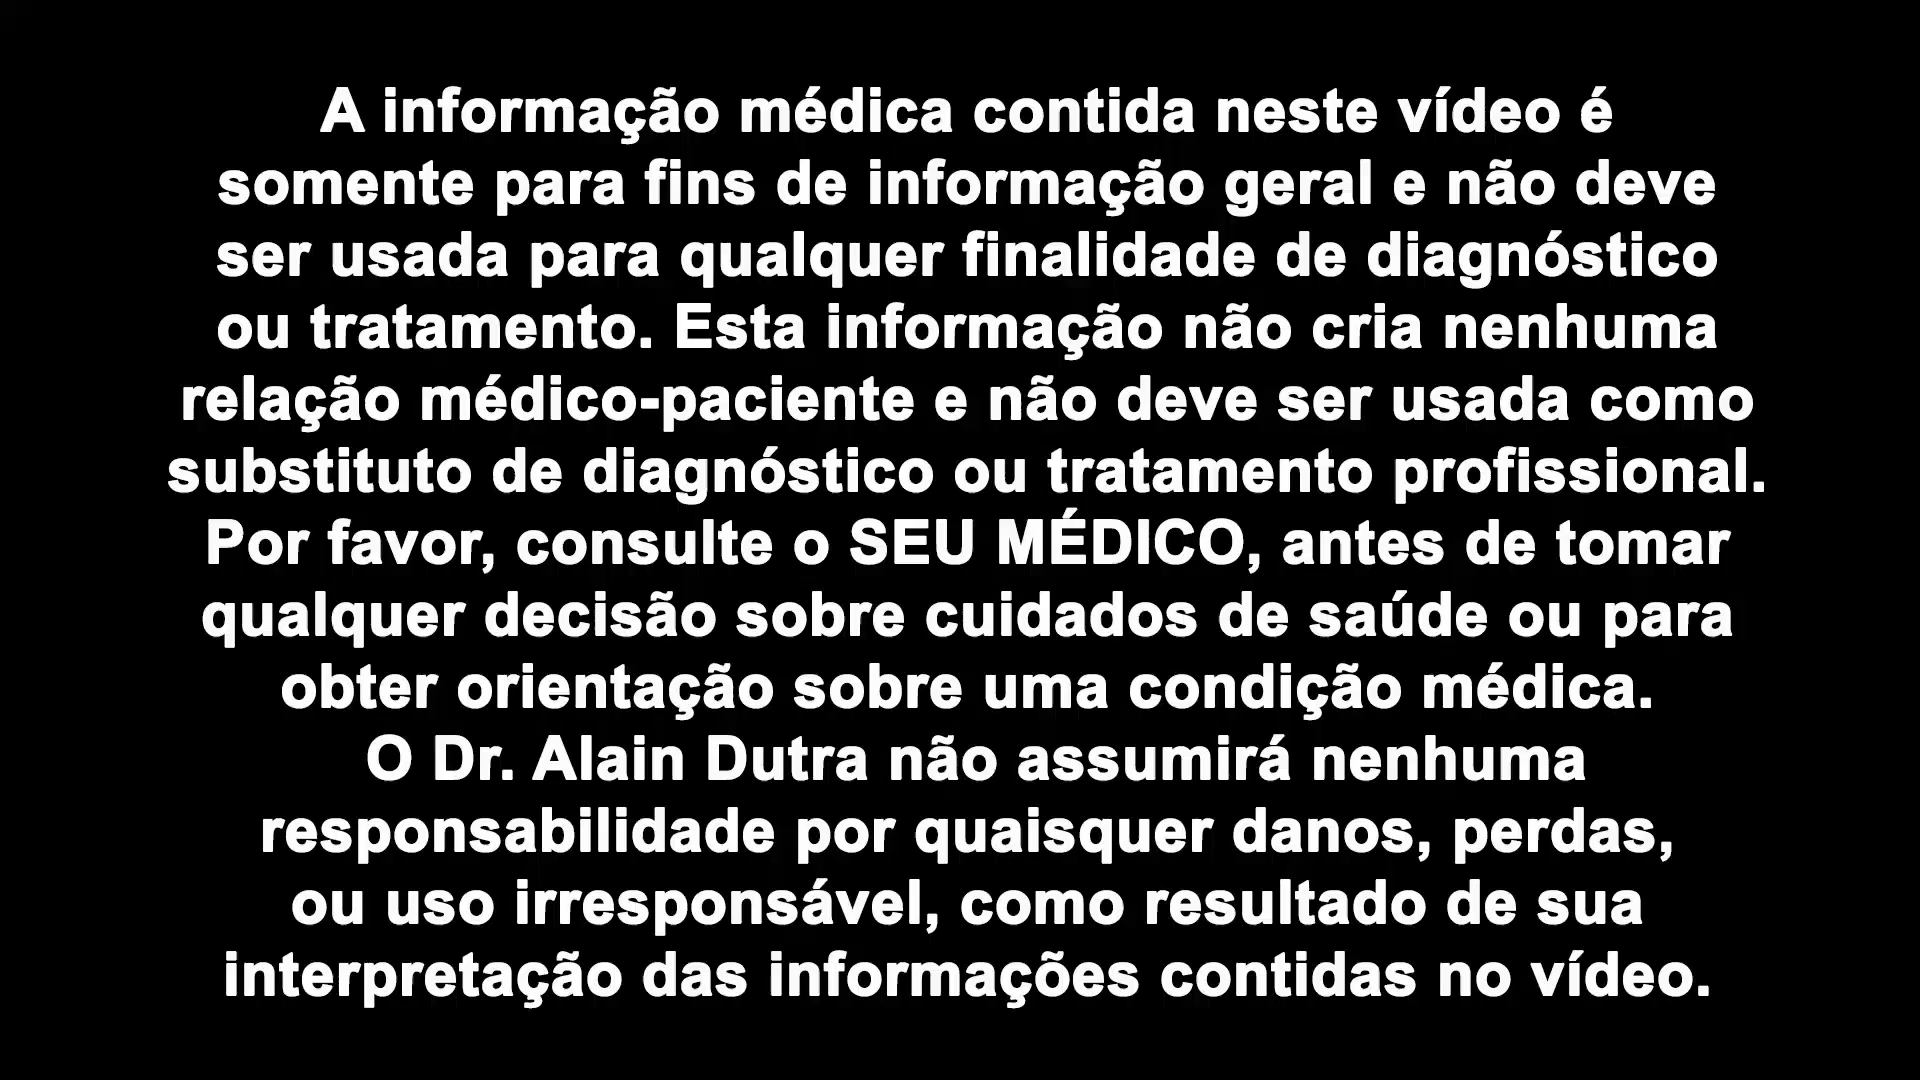 A informação médica contida neste vídeo é
somente para fins de informação geral e não deve
ser usada para qualquer finalidade de diagnóstico
ou tratamento. Esta informação não cria nenhuma
relação médico-paciente e não deve ser usada como
substituto de diagnóstico ou tratamento profissional.
Por favor, consulte o SEU MÉDICO, antes de tomar
qualquer decisão sobre cuidados de saúde ou para
obter orientação sobre uma condição médica.
O Dr. Alain Dutra não assumirá nenhuma
responsabilidade por quaisquer danos, perdas,
ou uso irresponsável, como resultado de sua
interpretação das informações contidas no vídeo.